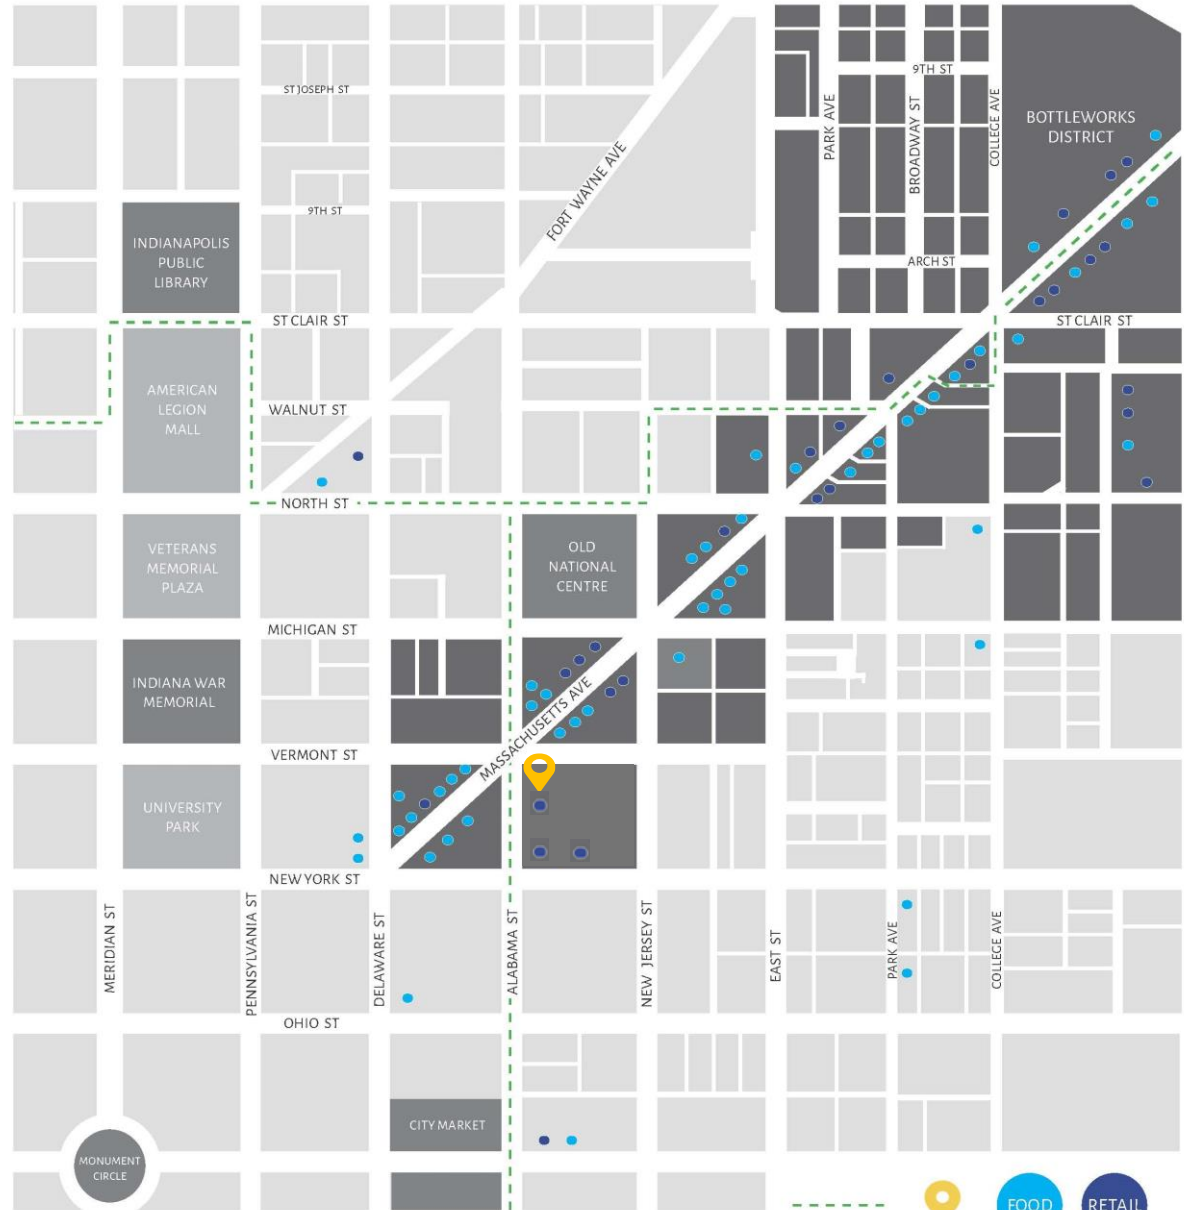 9TH ST
ST JOSEPH ST
PARK AVE
BROADWAY ST
COLLEGE AVE
BOTTLEWORKS
DISTRICT
FORT WAYNE AVE
9TH ST
INDIANAPOLIS
PUBLIC
LIBRARY
ARCH ST
ST CLAIR ST
ST CLAIR ST
AMERICAN
LEGION
MALL
WALNUT ST
NORTH ST
VETERANS
MEMORIAL
PLAZA
OLD
NATIONAL
CENTRE
MICHIGAN ST
INDIANA WAR
MEMORIAL
MASSACHUSETTS AVE
VERMONT ST
UNIVERSITY
PARK
NEW YORK ST
MERIDIAN ST
PENNSYLVANIA ST
DELAWARE ST
ALABAMA ST
NEW JERSEY ST
EAST ST
PARK AVE
COLLEGE AVE
OHIO ST
CITY MARKET
MONUMENT
CIRCLE
FOOD
RETAIL